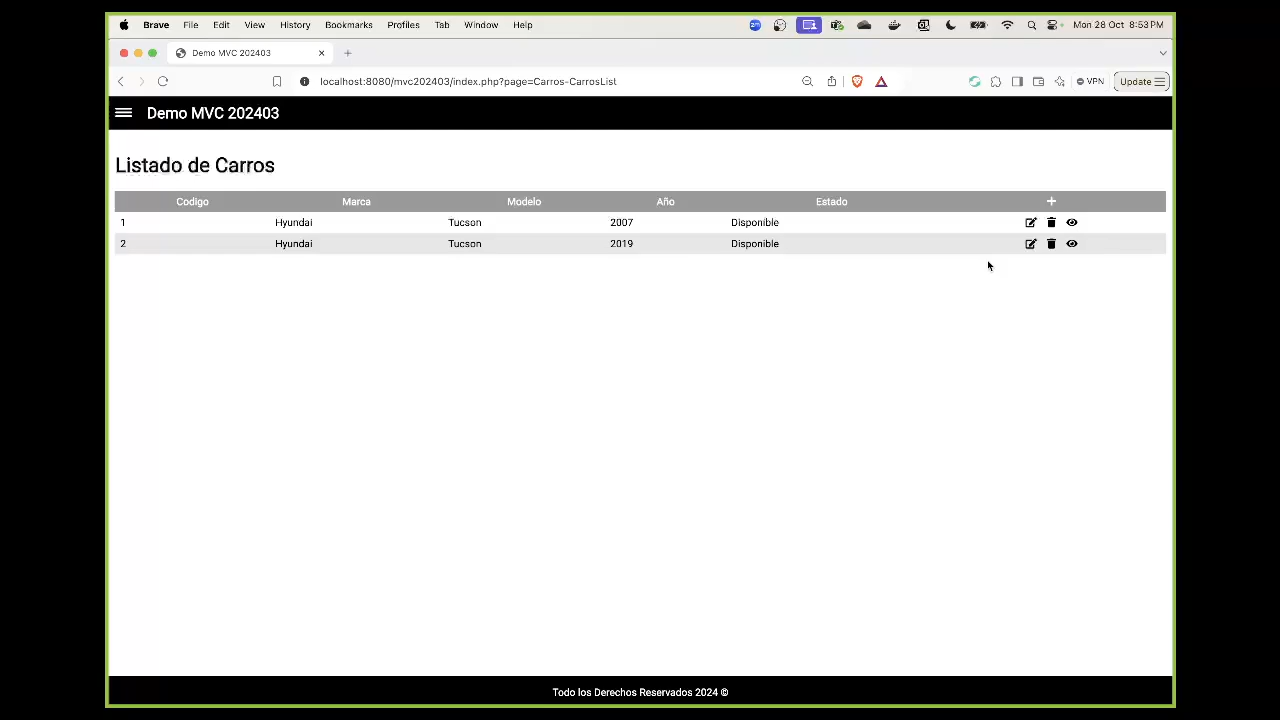 Brave File Edit View History Bookmarks Profiles Tab Window Help Mon 28 Oct 8:53 PM
Demo MVC 202403
localhost:8080/mvc202403/index.php?page=Carros-CarrosList VPN Update
Demo MVC 202403
Listado de Carros
Codigo Marca Modelo Año Estado +
1 Hyundai Tucson 2007 Disponible
2 Hyundai Tucson 2019 Disponible
Todo los Derechos Reservados 2024 ©